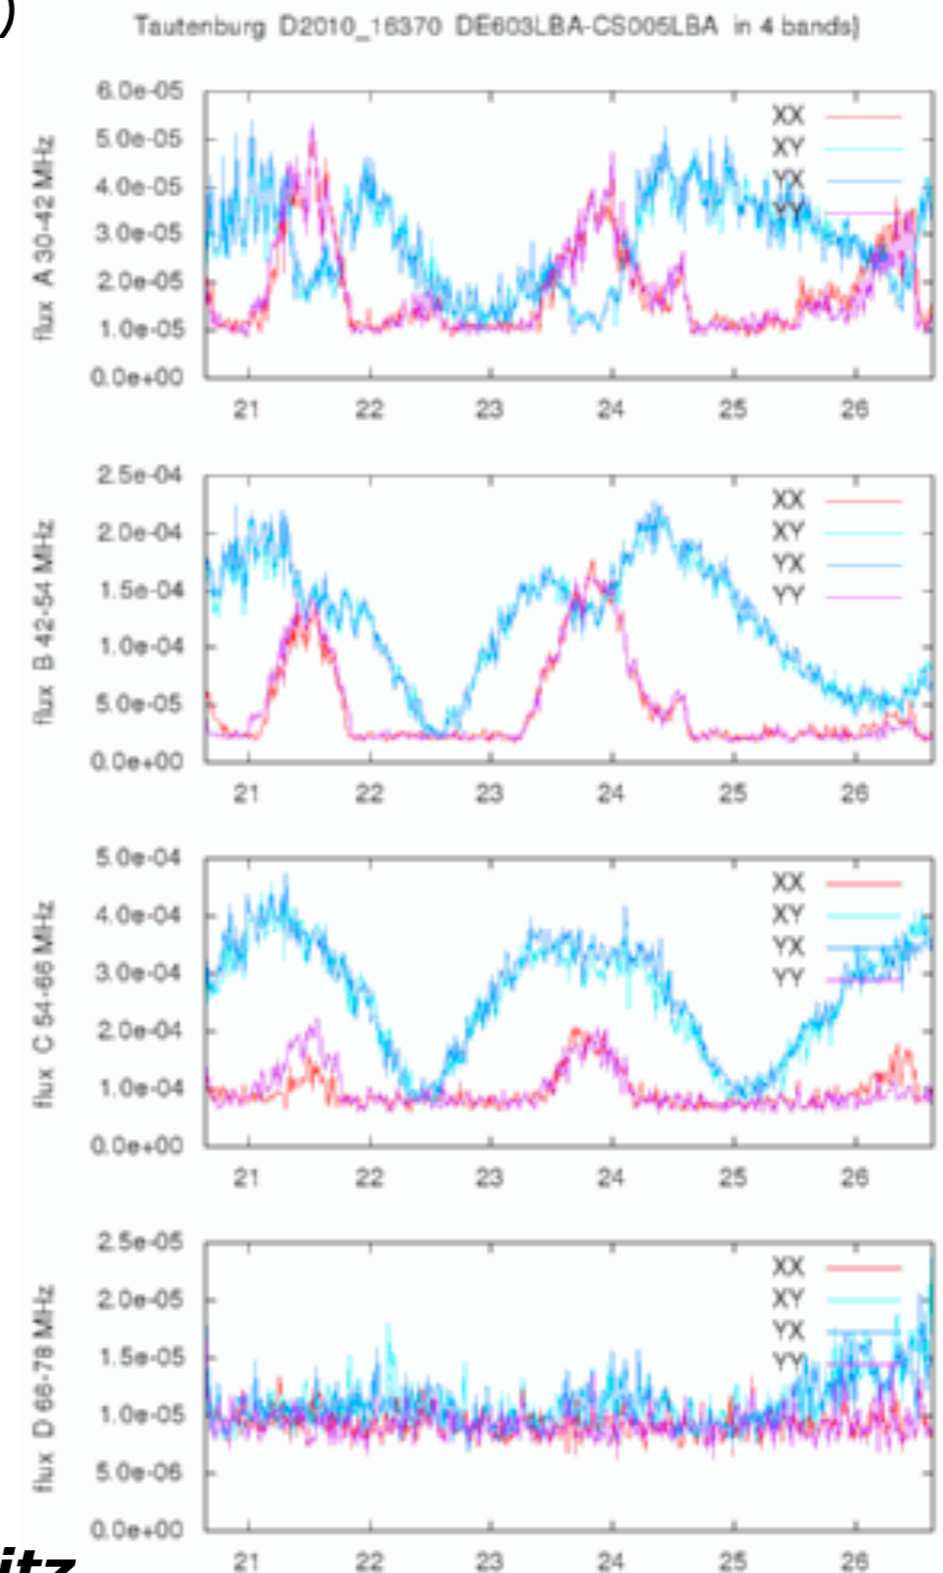 )
Tautenburg D2010_16370 DE603LBA-CS005LBA in 4 bands)
flux A 30-42 MHz
6.0e-05
5.0e-05
4.0e-05
3.0e-05
2.0e-05
1.0e-05
0.0e+00
XX
XY
YX
YY
21 22 23 24 25 26
flux B 42-54 MHz
2.5e-04
2.0e-04
1.5e-04
1.0e-04
5.0e-05
0.0e+00
XX
XY
YX
YY
21 22 23 24 25 26
flux C 54-66 MHz
5.0e-04
4.0e-04
3.0e-04
2.0e-04
1.0e-04
0.0e+00
XX
XY
YX
YY
21 22 23 24 25 26
flux D 66-78 MHz
2.5e-05
2.0e-05
1.5e-05
1.0e-05
5.0e-06
0.0e+00
XX
XY
YX
YY
21 22 23 24 25 26
itz